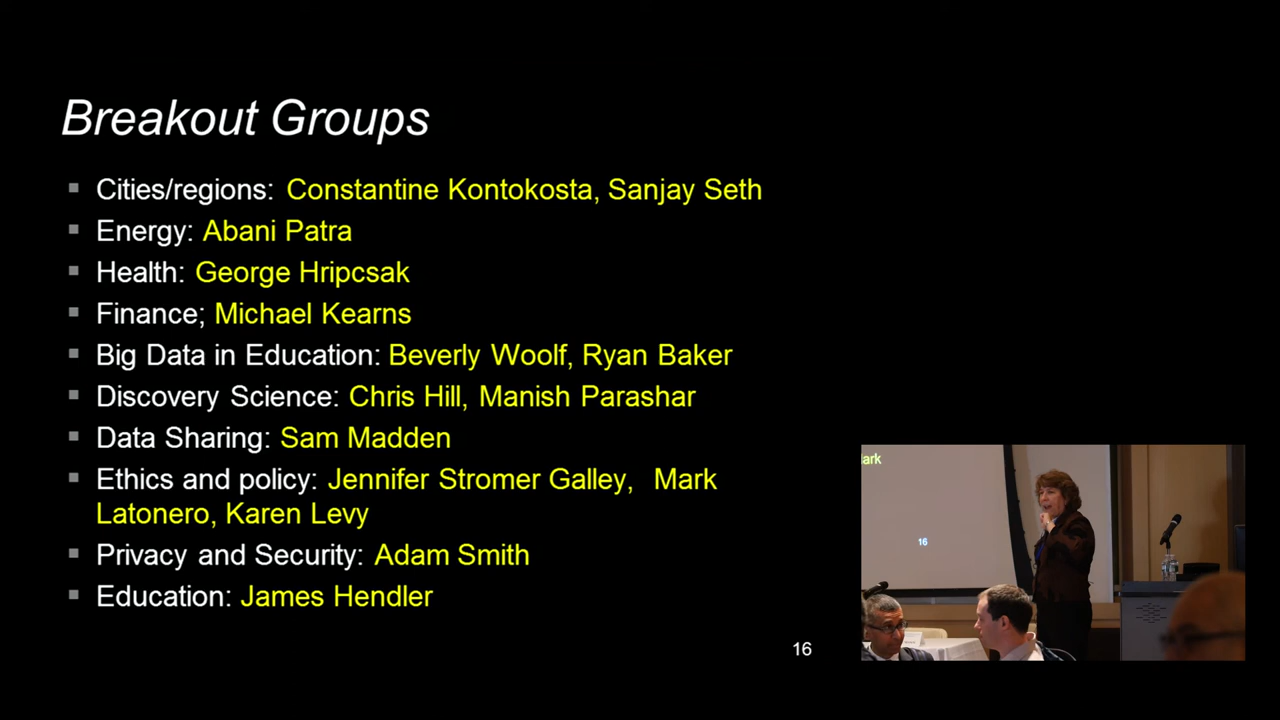 Breakout Groups
Cities/regions: Constantine Kontokosta, Sanjay Seth
Energy: Abani Patra
Health: George Hripcsak
Finance; Michael Kearns
Big Data in Education: Beverly Woolf, Ryan Baker
Discovery Science: Chris Hill, Manish Parashar
Data Sharing: Sam Madden
Ethics and policy: Jennifer Stromer Galley, Mark
Latonero, Karen Levy
Privacy and Security: Adam Smith
Education: James Hendler
16
ark
16